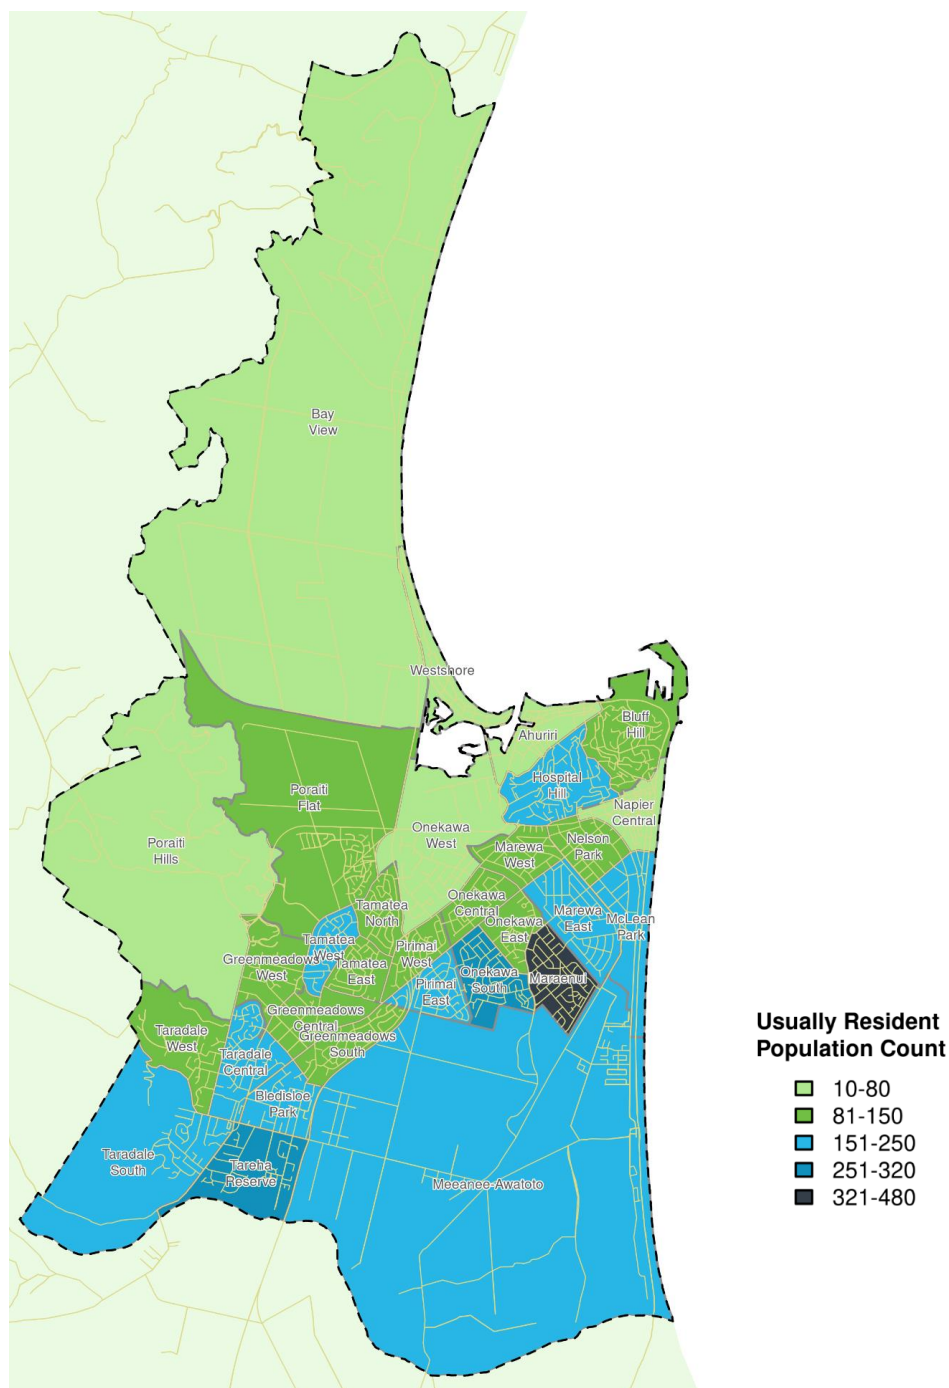 Bay
View
Westshore
Bluff
Hill
Ahuriri
Hospital
Hill
Poraiti
Flat
Napier
Central
Onekawa
West
Nelson
Park
Poraiti
Hills
Marewa
West
Onekawa
Central
Tamatea
North
Marewa
East
McLean
Park
Onekawa
East
Tamatea
West
Pirimai
West
Greenmeadows
West
Tamatea
East
Onekawa
South
Maraenui
Pirimai
East
Greenmeadows
Central
Taradale
West
Greenmeadows
South
Taradale
Central
Bledisloe
Park
Taradale
South
Tareha
Reserve
Meeanee-Awatoto
Usually Resident
Population Count
10-80
81-150
151-250
251-320
321-480